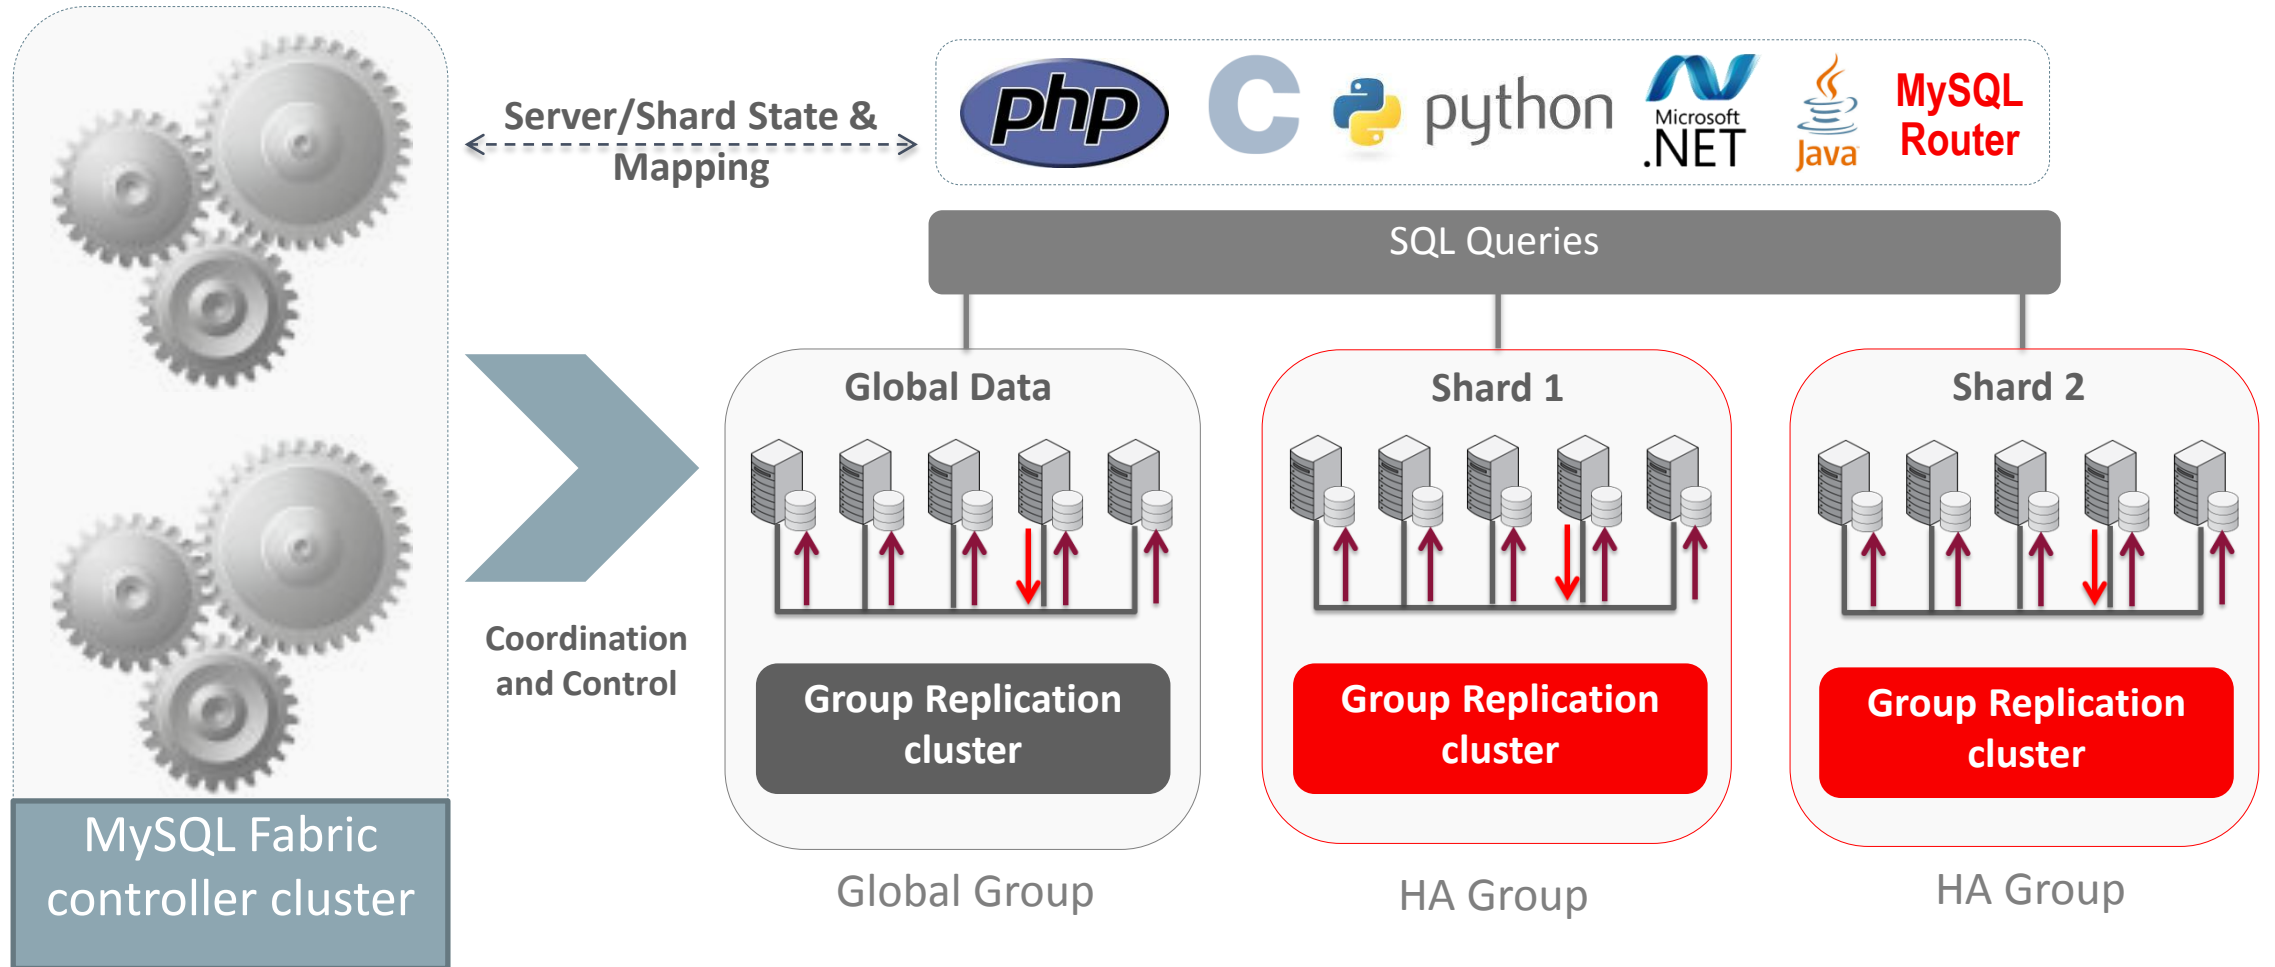 Server/Shard State &
Mapping
php
C
python
Microsoft
.NET
Java
MySQL
Router
SQL Queries
Global Data
Shard 1
Shard 2
Coordination
and Control
Group Replication
cluster
Group Replication
cluster
Group Replication
cluster
MySQL Fabric
controller cluster
Global Group
HA Group
HA Group